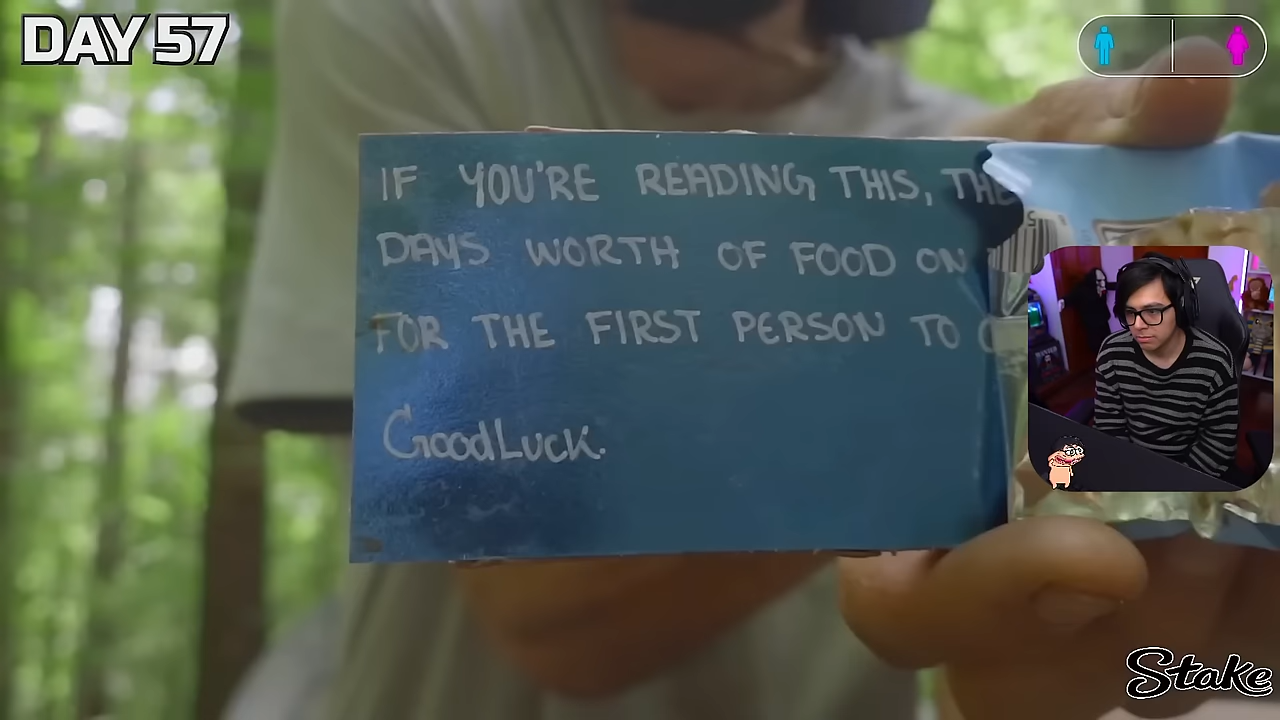 DAY 57
IF YOU'RE READING THIS, THE
DAYS WORTH OF FOOD ON
FOR THE FIRST PERSON TO
GOODLUCK.
Stake